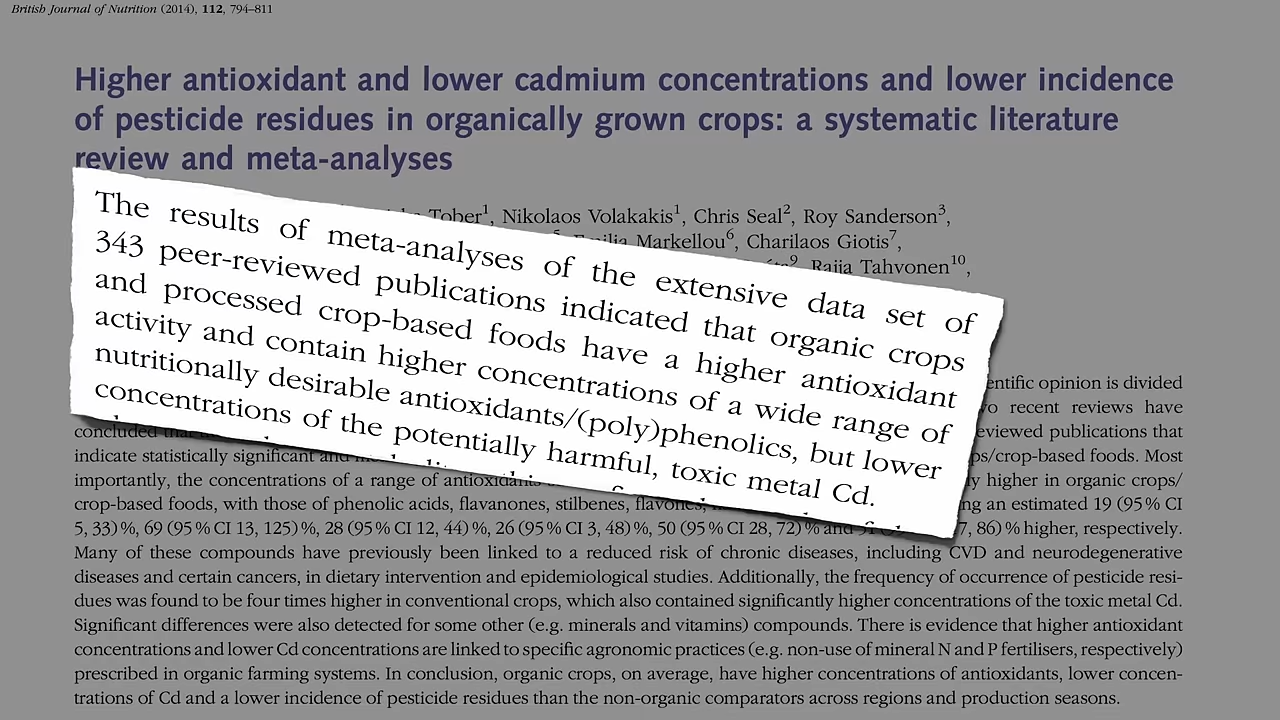 British Journal of Nutrition (2014), 112, 794–811
Higher antioxidant and lower cadmium concentrations and lower incidence
of pesticide residues in organically grown crops: a systematic literature
review and meta-analyses
Tober1, Nikolaos Volakakis1, Chris Seal2, Roy Sanderson3,
Markellou6, Charilaos Giotis7,
Raija Tahvonen10,
The results of meta-analyses of the extensive data set of
343 peer-reviewed publications indicated that organic crops
and processed crop-based foods have a higher antioxidant
activity and contain higher concentrations of a wide range of
nutritionally desirable antioxidants/(poly)phenolics, but lower
concentrations of the potentially harmful, toxic metal Cd.
opinion is divided
recent reviews have
concluded publications that
indicate statistically significant and foods. Most
importantly, the concentrations of a range of higher in organic crops/
crop-based foods, with those of phenolic acids, flavanones, stilbenes, an estimated 19 (95 % CI
5, 33) %, 69 (95 % CI 13, 125) %, 28 (95 % CI 12, 44) %, 26 (95 % CI 3, 48) %, 50 (95 % CI 28, 72) % and 86) % higher, respectively.
Many of these compounds have previously been linked to a reduced risk of chronic diseases, including CVD and neurodegenerative
diseases and certain cancers, in dietary intervention and epidemiological studies. Additionally, the frequency of occurrence of pesticide resi-
dues was found to be four times higher in conventional crops, which also contained significantly higher concentrations of the toxic metal Cd.
Significant differences were also detected for some other (e.g. minerals and vitamins) compounds. There is evidence that higher antioxidant
concentrations and lower Cd concentrations are linked to specific agronomic practices (e.g. non-use of mineral N and P fertilisers, respectively)
prescribed in organic farming systems. In conclusion, organic crops, on average, have higher concentrations of antioxidants, lower concen-
trations of Cd and a lower incidence of pesticide residues than the non-organic comparators across regions and production seasons.